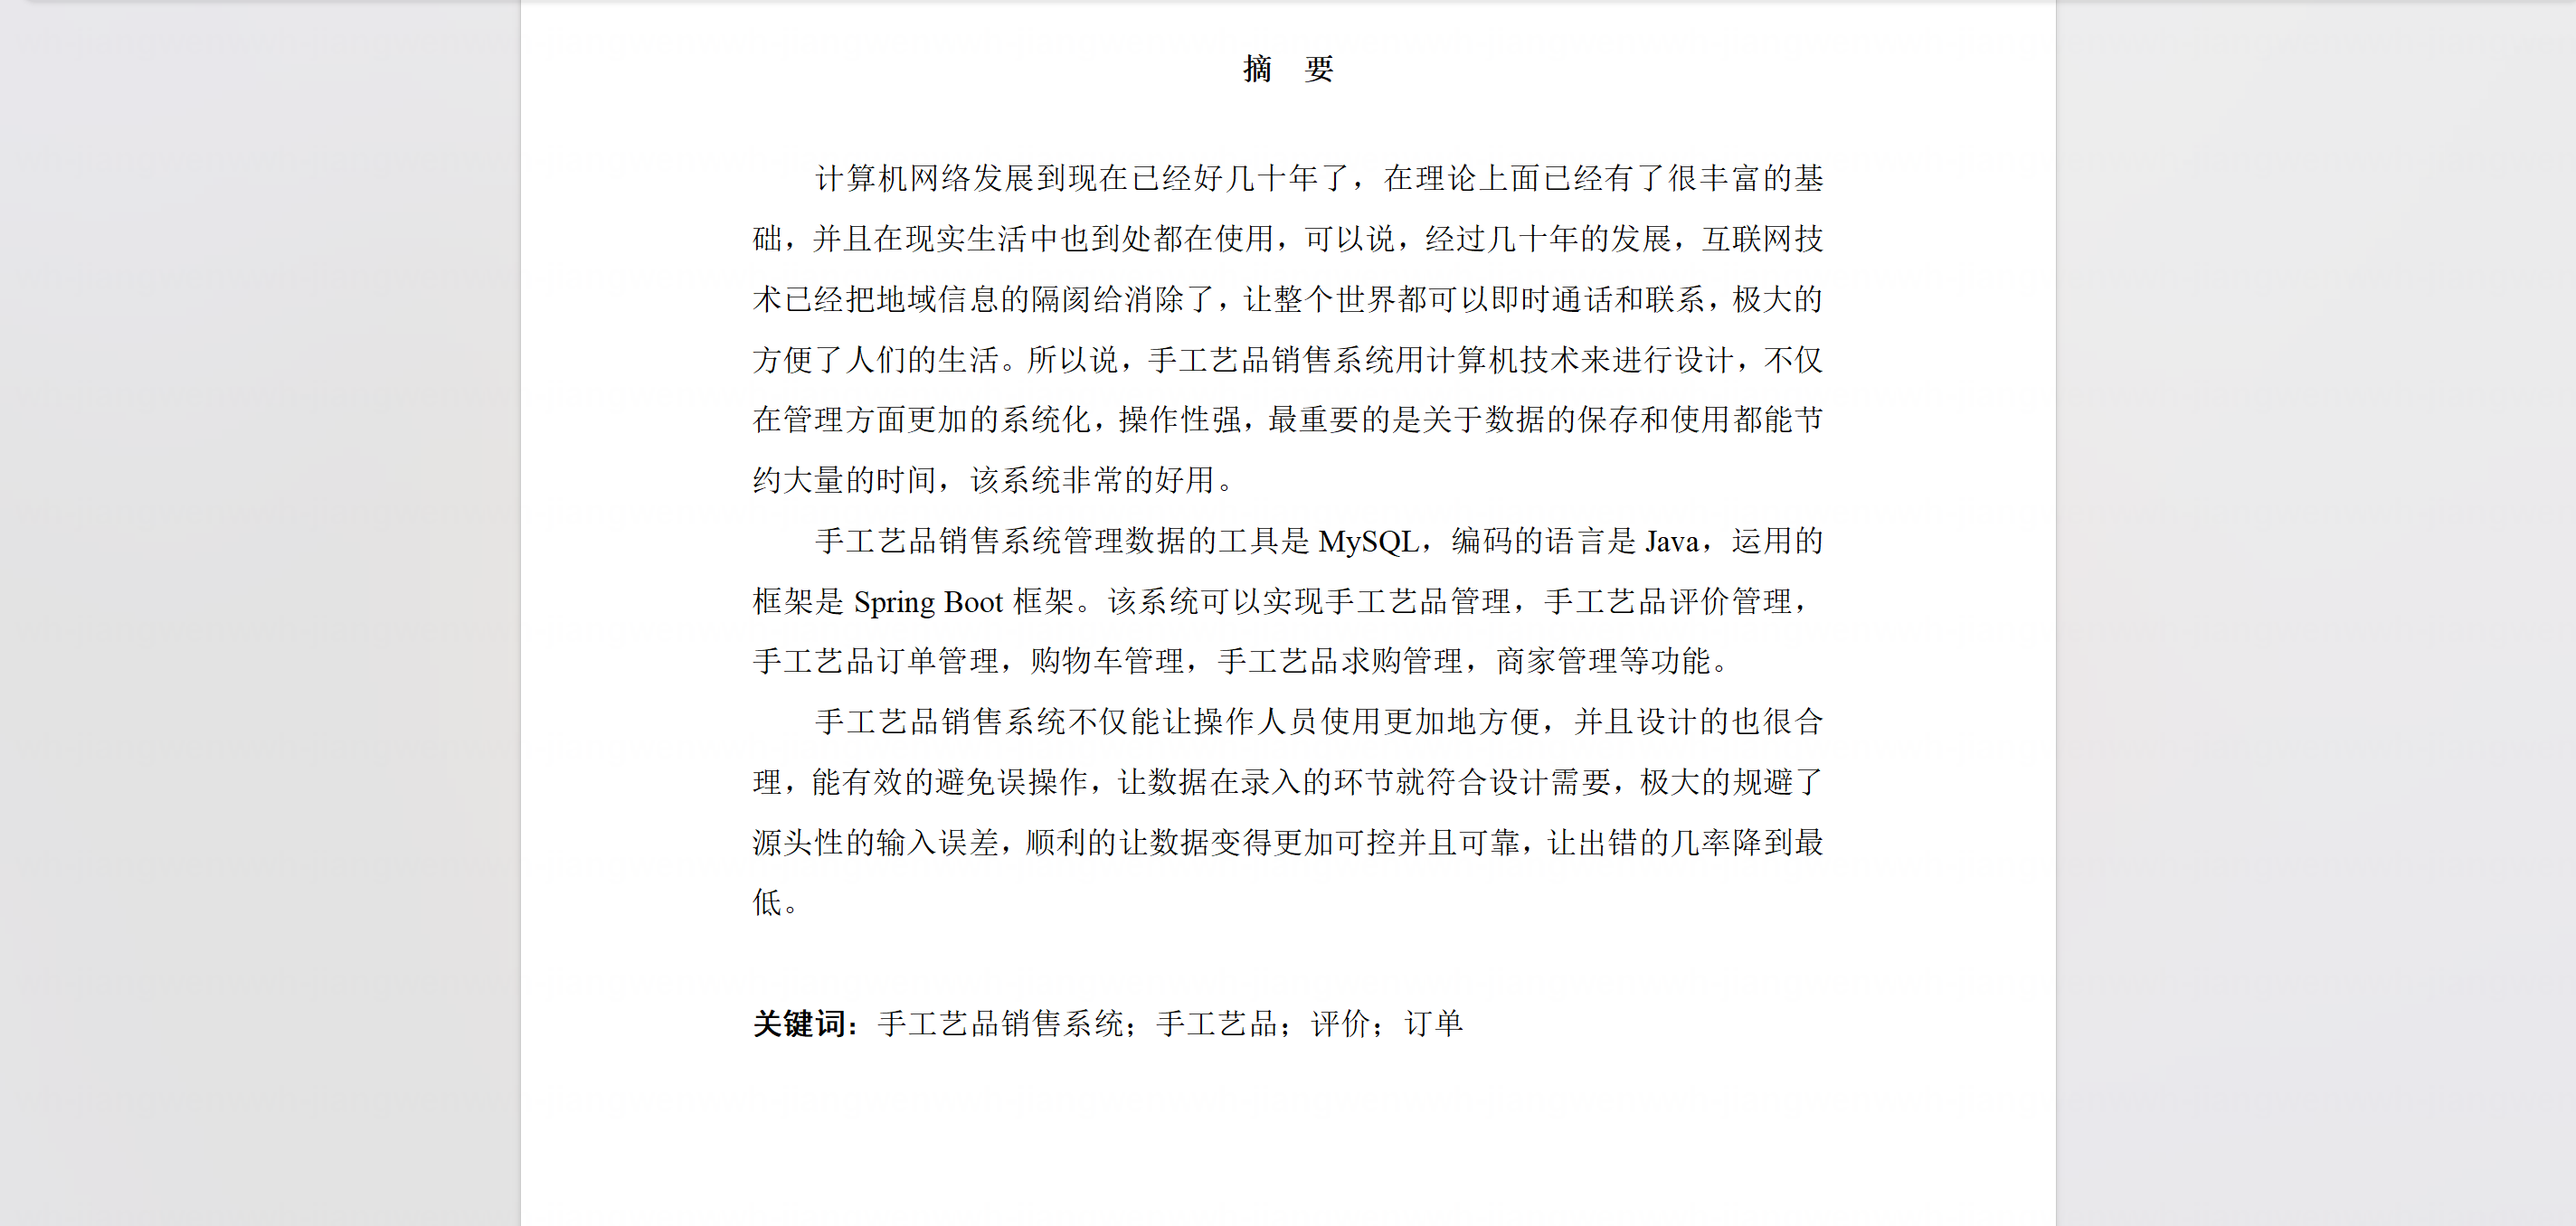 摘 要
计算机网络发展到现在已经好几十年了，在理论上面已经有了很丰富的基
础，并且在现实生活中也到处都在使用，可以说，经过几十年的发展，互联网技
术已经把地域信息的隔阂给消除了，让整个世界都可以即时通话和联系，极大的
方便了人们的生活。所以说，手工艺品销售系统用计算机技术来进行设计，不仅
在管理方面更加的系统化，操作性强，最重要的是关于数据的保存和使用都能节
约大量的时间，该系统非常的好用。
手工艺品销售系统管理数据的工具是 MySQL，编码的语言是 Java，运用的
框架是 Spring Boot 框架。该系统可以实现手工艺品管理，手工艺品评价管理，
手工艺品订单管理，购物车管理，手工艺品求购管理，商家管理等功能。
手工艺品销售系统不仅能让操作人员使用更加地方便，并且设计的也很合
理，能有效的避免误操作，让数据在录入的环节就符合设计需要，极大的规避了
源头性的输入误差，顺利的让数据变得更加可控并且可靠，让出错的几率降到最
低。
关键词：手工艺品销售系统；手工艺品；评价；订单